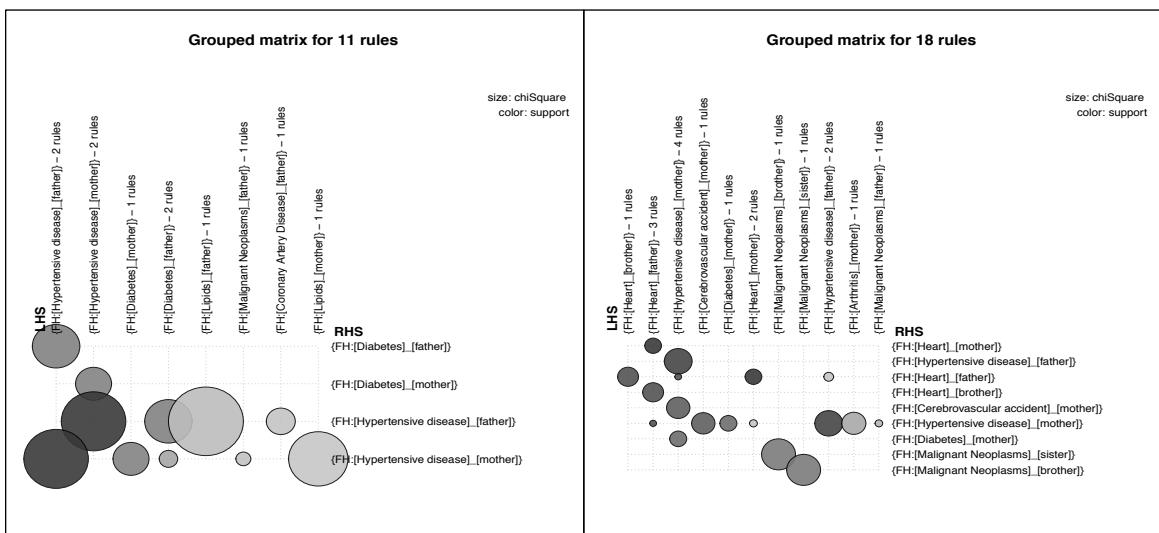 Grouped matrix for 11 rules
size: chiSquare
color: support
{FH:[Hypertensive disease]_[father]} − 2 rules
{FH:[Hypertensive disease]_[mother]} − 2 rules
{FH:[Diabetes]_[mother]} − 1 rules
{FH:[Diabetes]_[father]} − 2 rules
{FH:[Lipids]_[father]} − 1 rules
{FH:[Malignant Neoplasms]_[father]} − 1 rules
{FH:[Coronary Artery Disease]_[father]} − 1 rules
{FH:[Lipids]_[mother]} − 1 rules
LHS
RHS
{FH:[Diabetes]_[father]}
{FH:[Diabetes]_[mother]}
{FH:[Hypertensive disease]_[father]}
{FH:[Hypertensive disease]_[mother]}
Grouped matrix for 18 rules
size: chiSquare
color: support
{FH:[Heart]_[brother]} − 1 rules
{FH:[Heart]_[father]} − 3 rules
{FH:[Hypertensive disease]_[mother]} − 4 rules
{FH:[Cerebrovascular accident]_[mother]} − 1 rules
{FH:[Diabetes]_[mother]} − 1 rules
{FH:[Heart]_[mother]} − 2 rules
{FH:[Malignant Neoplasms]_[brother]} − 1 rules
{FH:[Malignant Neoplasms]_[sister]} − 1 rules
{FH:[Hypertensive disease]_[father]} − 2 rules
{FH:[Arthritis]_[mother]} − 1 rules
{FH:[Malignant Neoplasms]_[father]} − 1 rules
LHS
RHS
{FH:[Heart]_[mother]}
{FH:[Hypertensive disease]_[father]}
{FH:[Heart]_[father]}
{FH:[Heart]_[brother]}
{FH:[Cerebrovascular accident]_[mother]}
{FH:[Hypertensive disease]_[mother]}
{FH:[Diabetes]_[mother]}
{FH:[Malignant Neoplasms]_[sister]}
{FH:[Malignant Neoplasms]_[brother]}